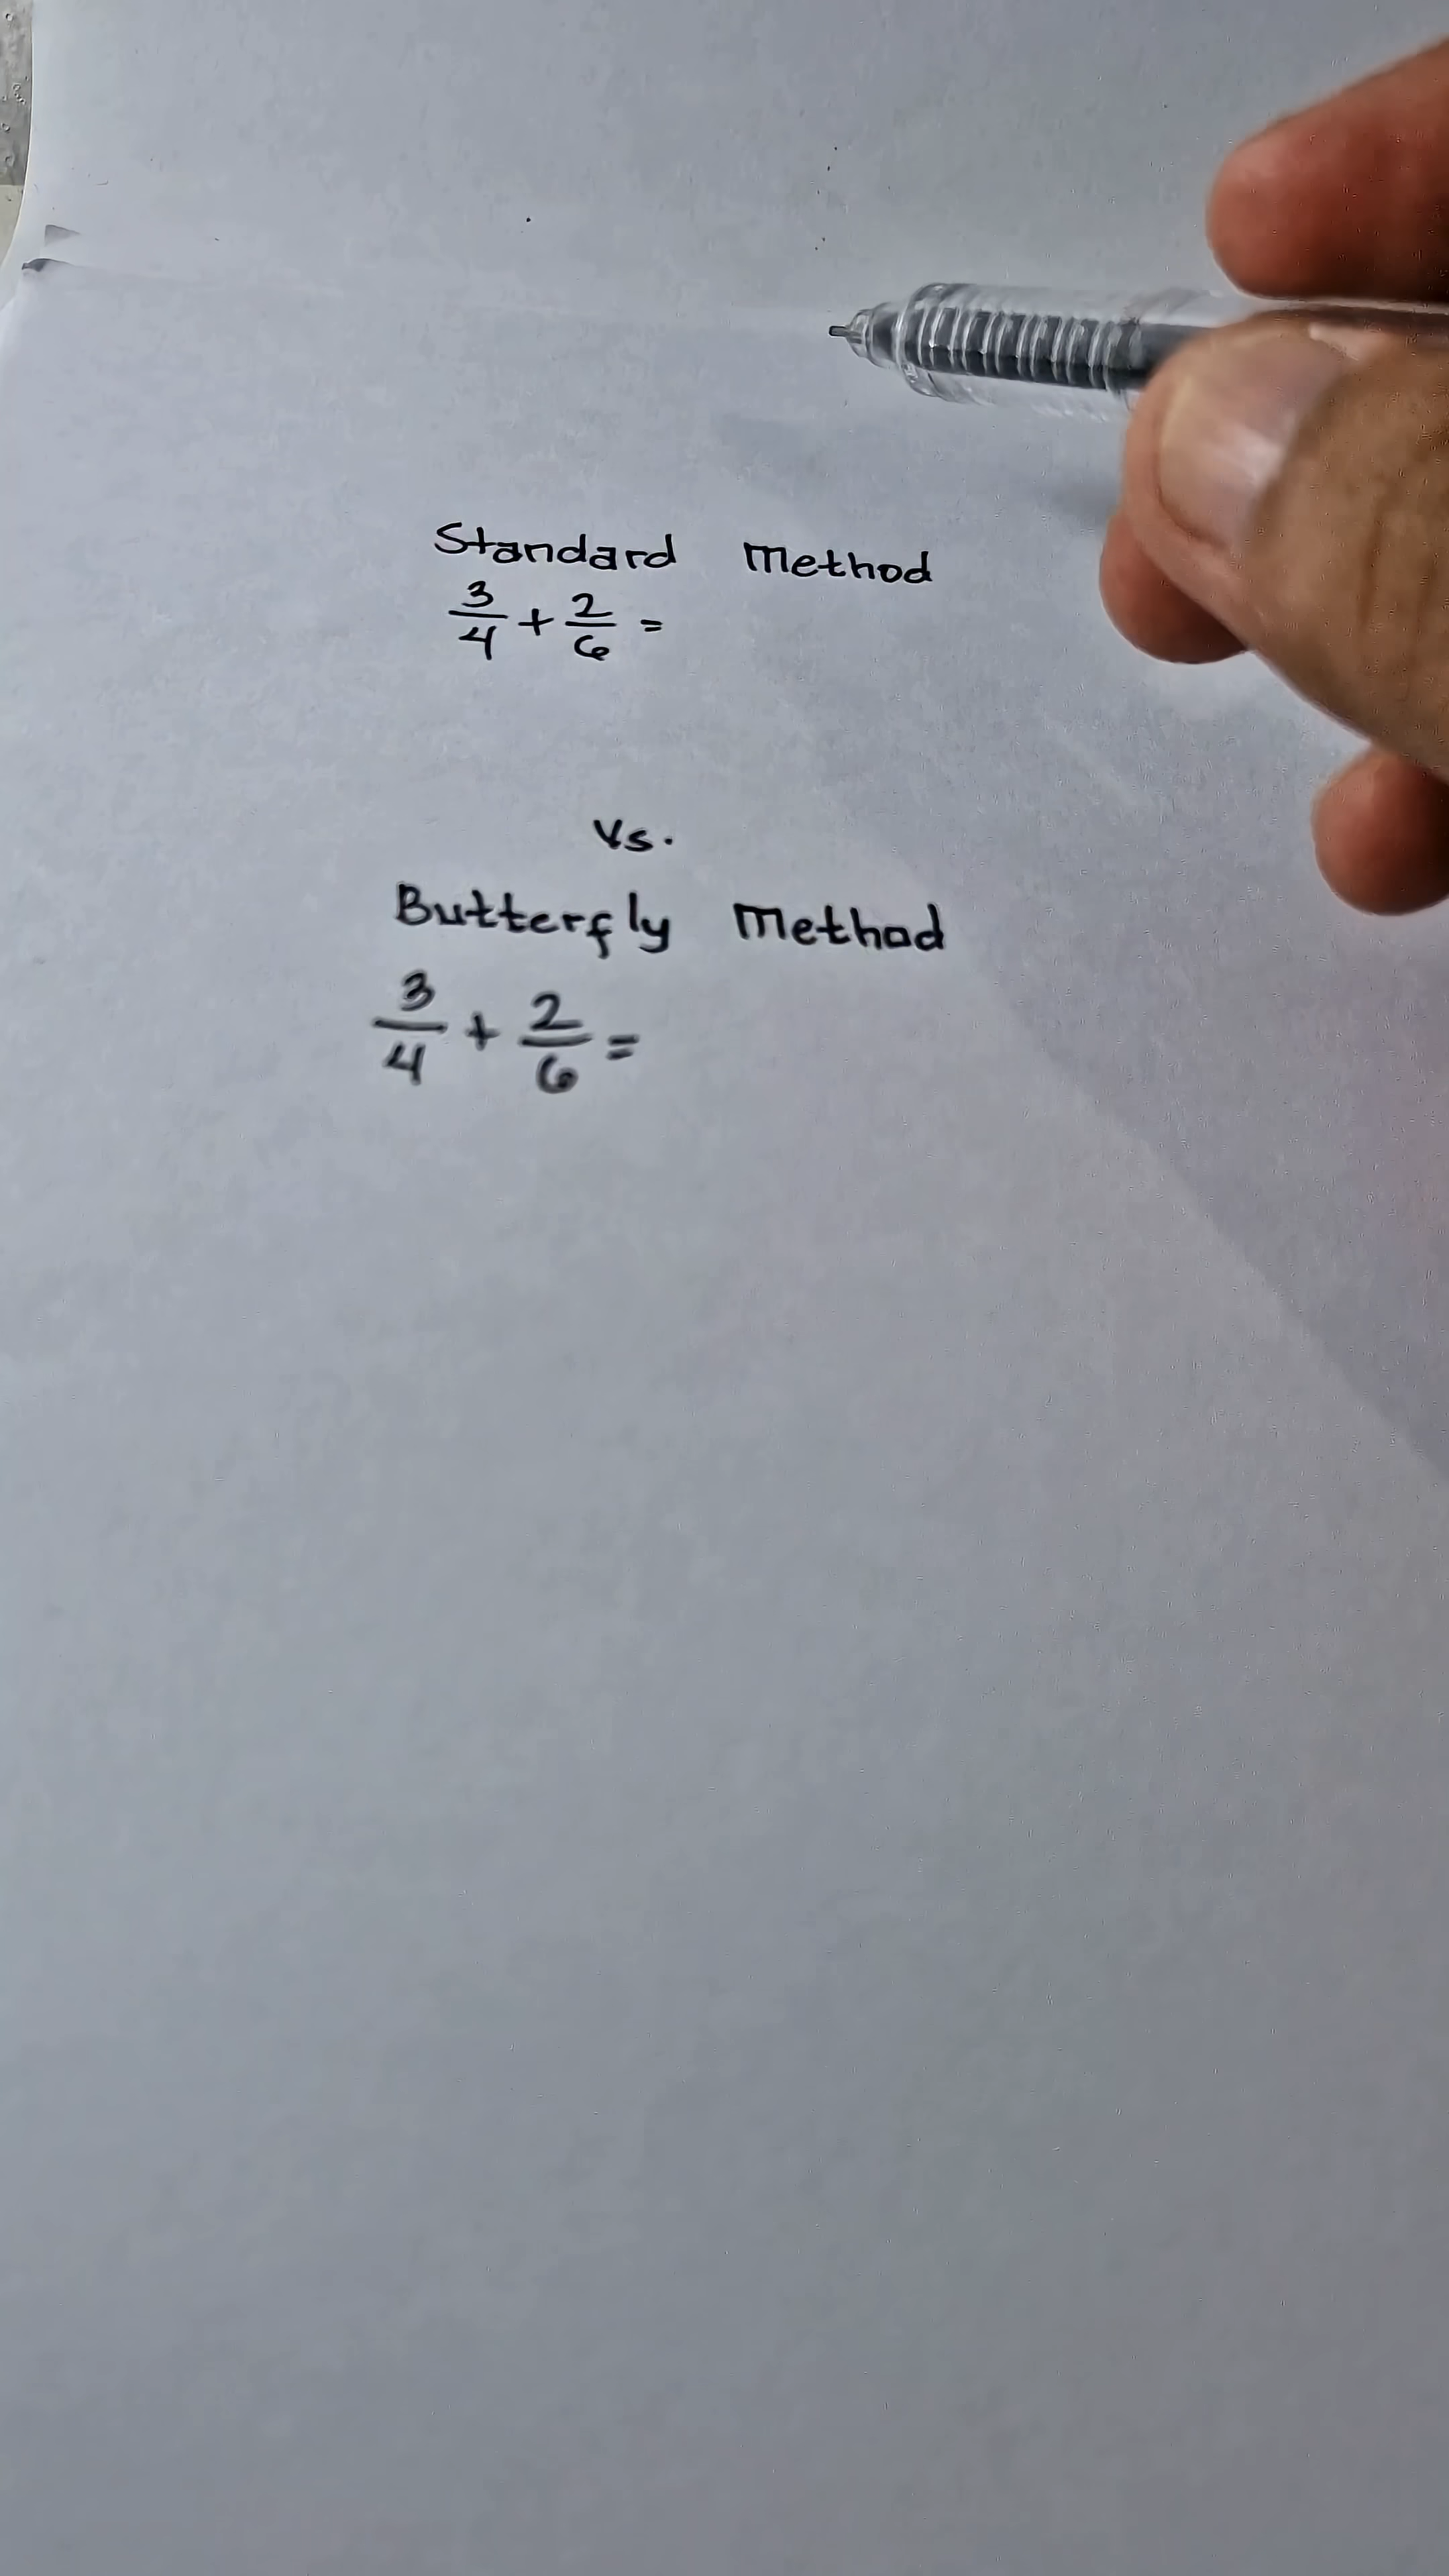 Standard Method
3/4 + 2/6 =
Vs.
Butterfly Method
3/4 + 2/6 =